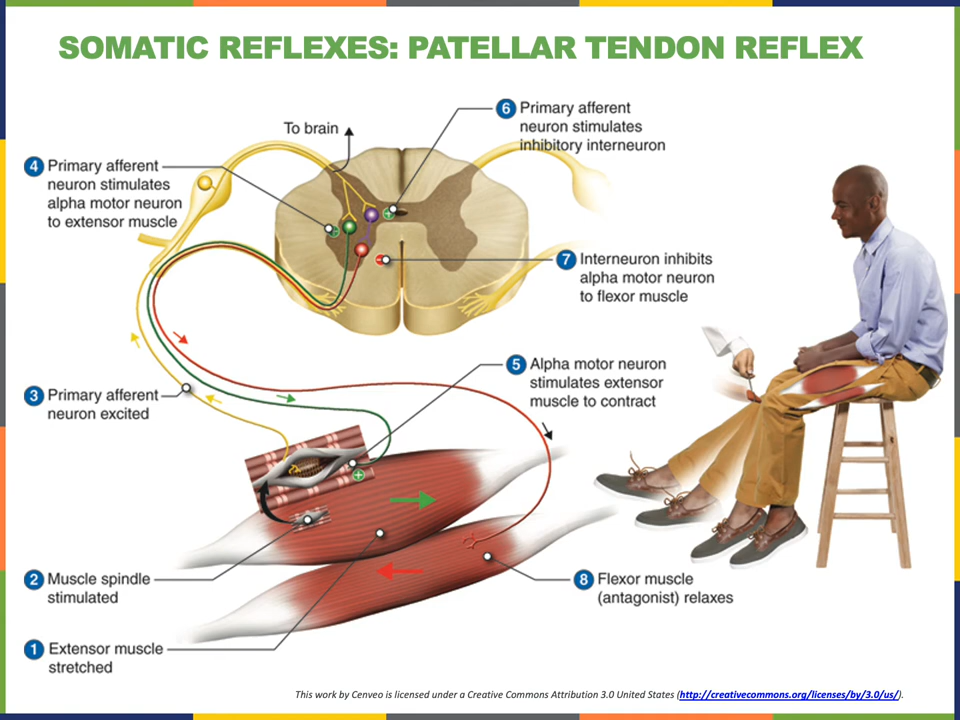 SOMATIC REFLEXES: PATELLAR TENDON REFLEX
To brain
6 Primary afferent
neuron stimulates
inhibitory interneuron
4 Primary afferent
neuron stimulates
alpha motor neuron
to extensor muscle
7 Interneuron inhibits
alpha motor neuron
to flexor muscle
5 Alpha motor neuron
stimulates extensor
muscle to contract
3 Primary afferent
neuron excited
2 Muscle spindle
stimulated
8 Flexor muscle
(antagonist) relaxes
1 Extensor muscle
stretched
This work by Cenveo is licensed under a Creative Commons Attribution 3.0 United States (http://creativecommons.org/licenses/by/3.0/us/).